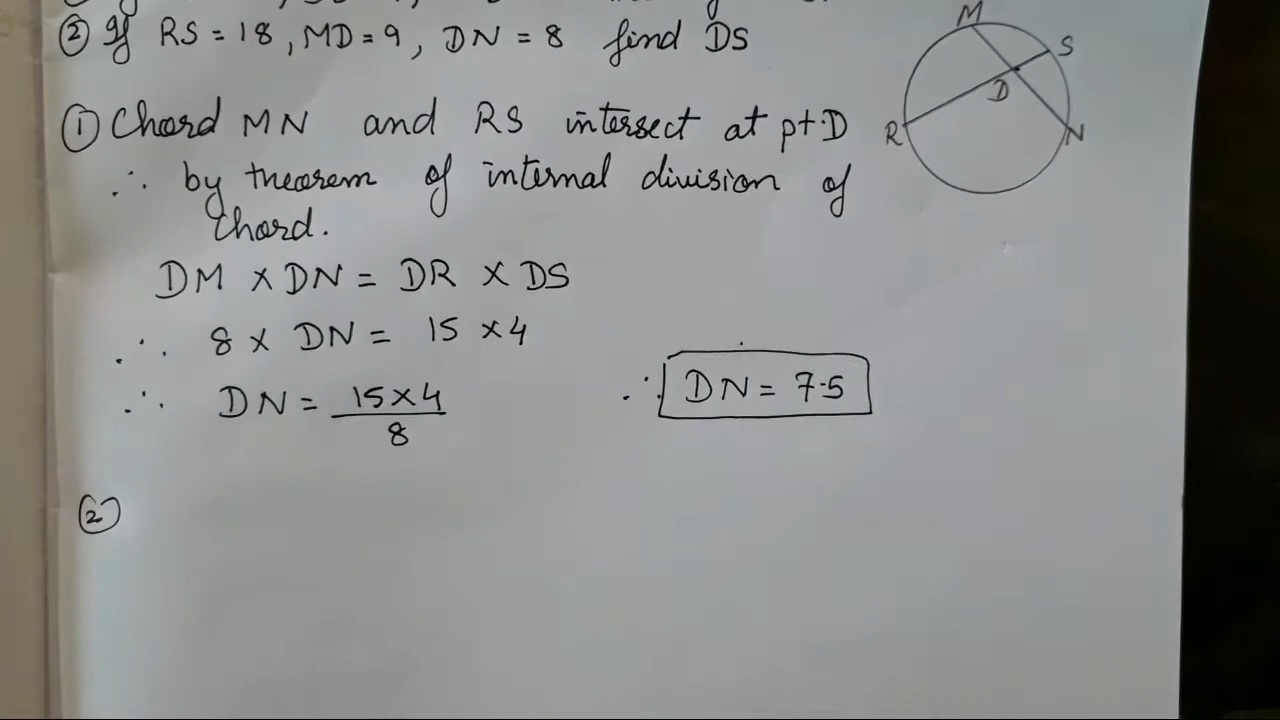 ② If RS = 18, MD = 9, DN = 8 find DS
M
S
D
R
N
① Chord MN and RS intersect at pt.D
∴ by theorem of internal division of
Chord.
DM × DN = DR × DS
∴ 8 × DN = 15 × 4
∴ DN = 15×4 / 8
∴ DN = 7.5
②